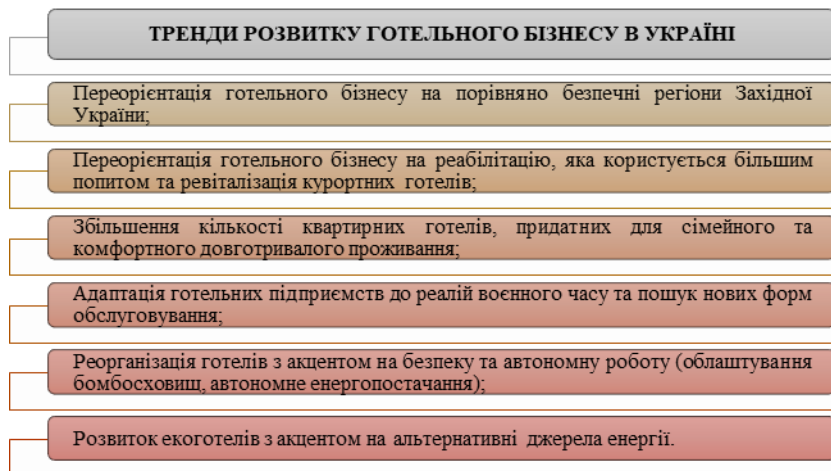 ТРЕНДИ РОЗВИТКУ ГОТЕЛЬНОГО БІЗНЕСУ В УКРАЇНІ
Переорієнтація готельного бізнесу на порівняно безпечні регіони Західної
України;
Переорієнтація готельного бізнесу на реабілітацію, яка користується більшим
попитом та ревіталізація курортних готелів;
Збільшення кількості квартирних готелів, придатних для сімейного та
комфортного довготривалого проживання;
Адаптація готельних підприємств до реалій воєнного часу та пошук нових форм
обслуговування;
Реорганізація готелів з акцентом на безпеку та автономну роботу (облаштування
бомбосховищ, автономне енергопостачання);
Розвиток екоготелів з акцентом на альтернативні джерела енергії.